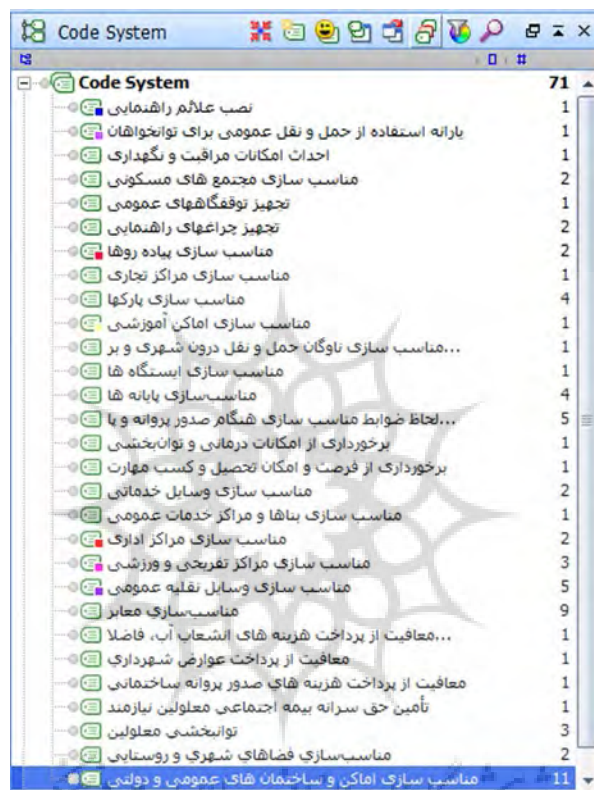 Code System
Code System 71
نصب علائم راهنمایی 1
یارانه استفاده از حمل و نقل عمومی برای توانخواهان 1
احداث امکانات مراقبت و نگهداری 1
مناسب سازی مجتمع های مسکونی 2
تجهیز توقفگاههای عمومی 1
تجهیز چراغهای راهنمایی 2
مناسب سازی پیاده روها 2
مناسب سازی مراکز تجاری 1
مناسب سازی پارکها 4
مناسب سازی اماکن آموزشی 1
مناسب سازی ناوگان حمل و نقل درون شهری و بر... 1
مناسب سازی ایستگاه ها 1
مناسب‌سازی پایانه ها 4
لحاظ ضوابط مناسب سازی هنگام صدور پروانه و پا... 5
برخورداری از امکانات درمانی و توان‌بخشی 1
برخورداری از فرصت و امکان تحصیل و کسب مهارت 1
مناسب سازی وسایل خدماتی 2
مناسب سازی بناها و مراکز خدمات عمومی 1
مناسب سازی مراکز اداری 2
مناسب سازی مراکز تفریحی و ورزشی 3
مناسب سازی وسایل نقلیه عمومی 5
مناسب‌سازي معابر 9
معافیت از پرداخت هزینه های انشعاب آب، فاضلا... 1
معافیت از پرداخت عوارض شهرداري 1
معافیت از پرداخت هزینه هاي صدور پروانه ساختمانی 1
تأمین حق سرانه بیمه اجتماعی معلولین نیازمند 1
توانبخشی معلولین 3
مناسب‌سازي فضاهاي شهري و روستایی 2
مناسب سازی اماکن و ساختمان های عمومی و دولتی 11